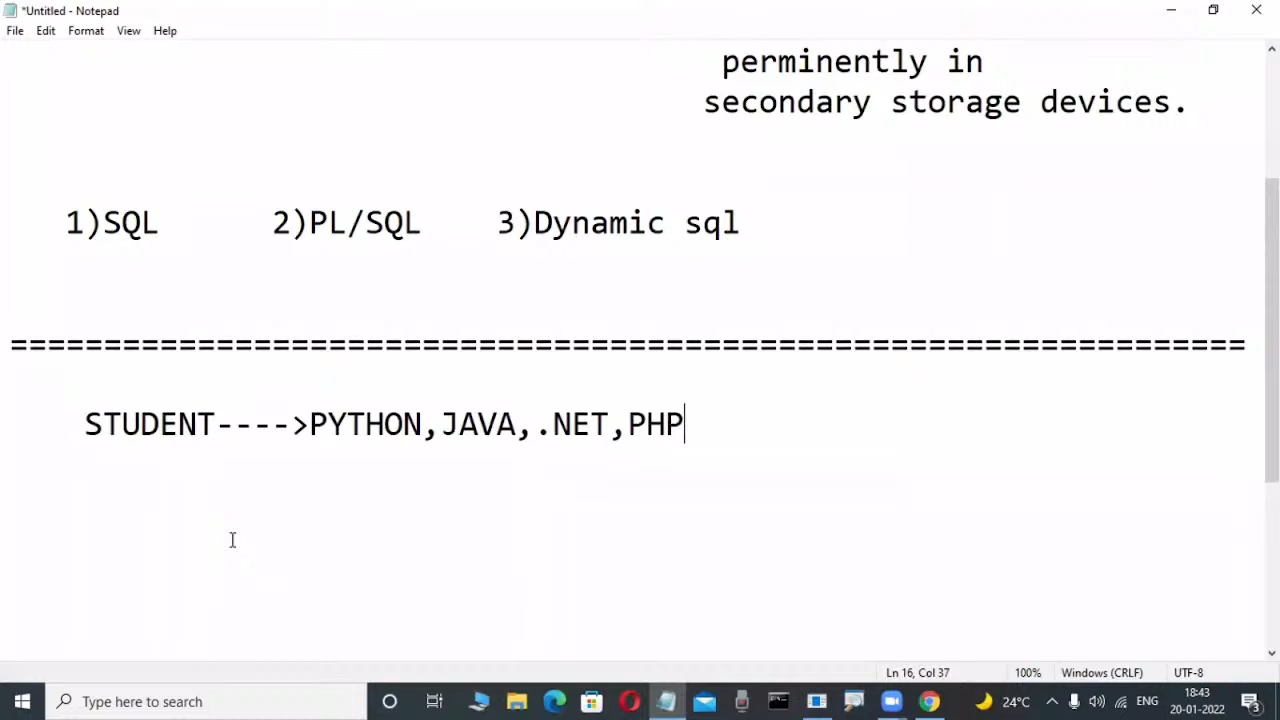 *Untitled - Notepad
File Edit Format View Help
perminently in
secondary storage devices.
1)SQL 2)PL/SQL 3)Dynamic sql
==================================================================
STUDENT---->PYTHON,JAVA,.NET,PHP
Ln 16, Col 37 100% Windows (CRLF) UTF-8
Type here to search 24°C ENG 18:43
20-01-2022 3